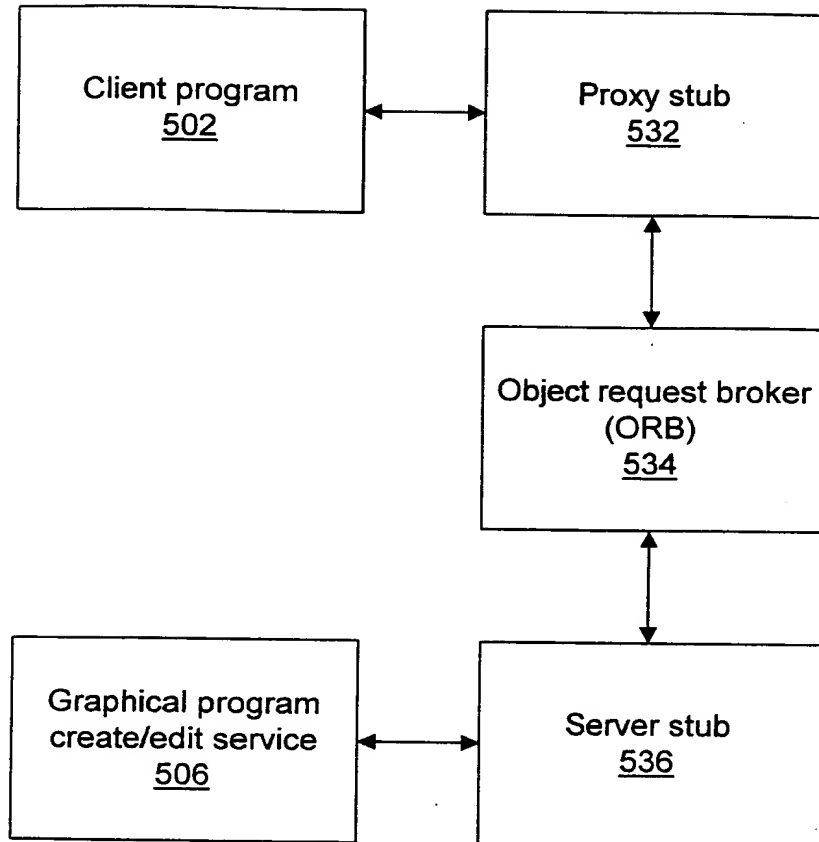 Client program
502
Proxy stub
532
Object request broker
(ORB)
534
Graphical program
create/edit service
506
Server stub
536